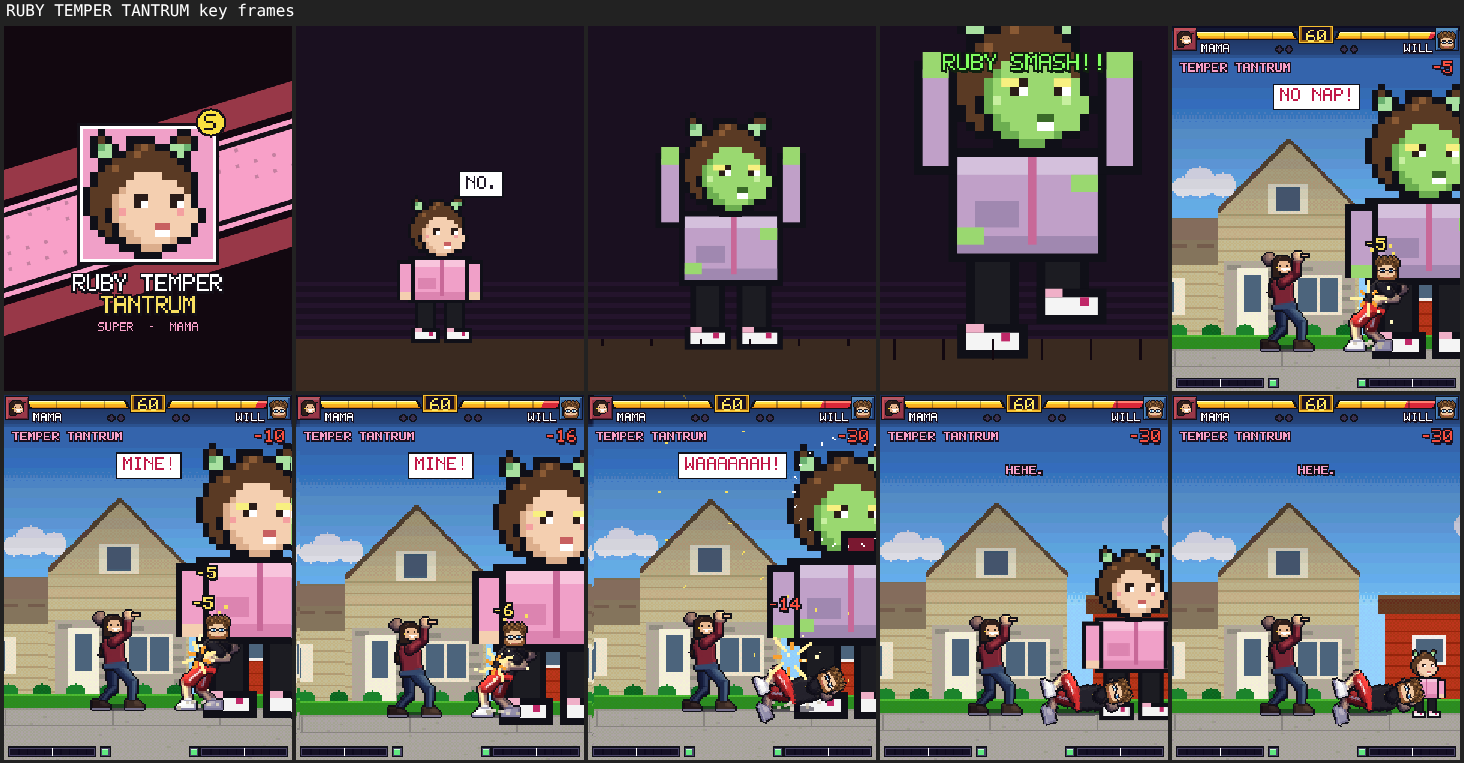 RUBY TEMPER TANTRUM key frames
S
RUBY TEMPER
TANTRUM
SUPER - MAMA
NO.
RUBY SMASH!!
60
MAMA
WILL
TEMPER TANTRUM
-5
NO NAP!
-5
60
MAMA
WILL
TEMPER TANTRUM
-10
MINE!
-5
-5
60
MAMA
WILL
TEMPER TANTRUM
-16
MINE!
-6
60
MAMA
WILL
TEMPER TANTRUM
-30
WAAAAAAH!
-14
60
MAMA
WILL
TEMPER TANTRUM
-30
HEHE.
60
MAMA
WILL
TEMPER TANTRUM
-30
HEHE.